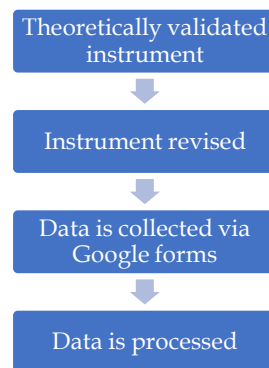 Theoretically validated
instrument
Instrument revised
Data is collected via
Google forms
Data is processed